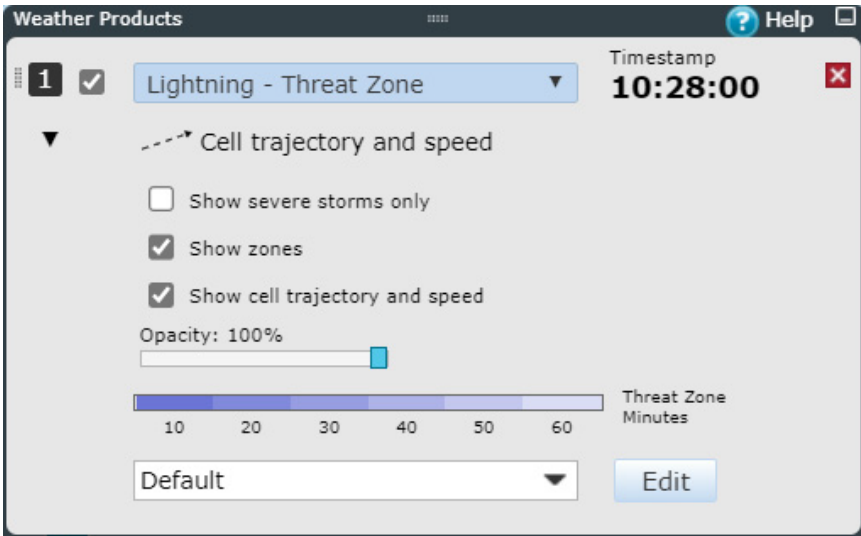 Weather Products
? Help
1 Lightning - Threat Zone
Timestamp
10:28:00
Cell trajectory and speed
Show severe storms only
Show zones
Show cell trajectory and speed
Opacity: 100%
Threat Zone
Minutes
10 20 30 40 50 60
Default
Edit